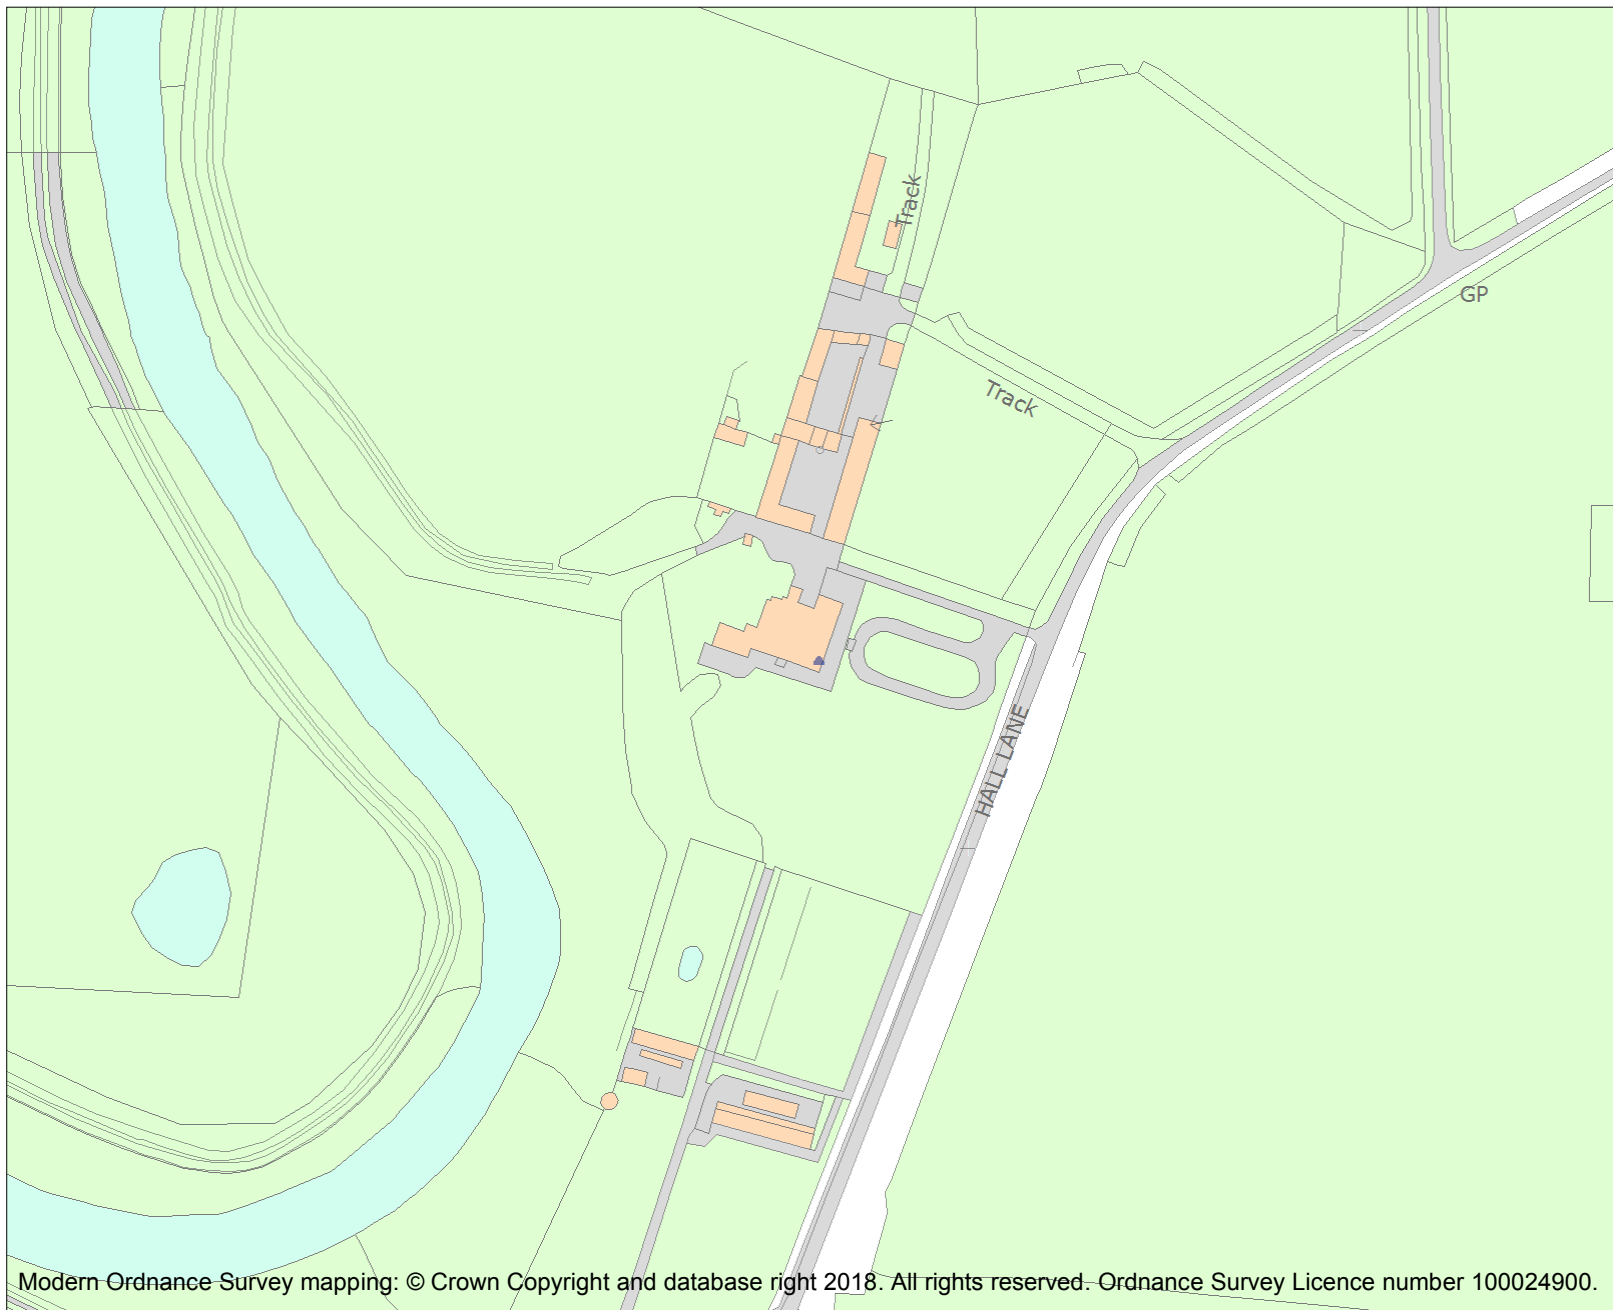 Track
GP
Track
HALL LANE
Modern Ordnance Survey mapping: © Crown Copyright and database right 2018. All rights reserved. Ordnance Survey Licence number 100024900.